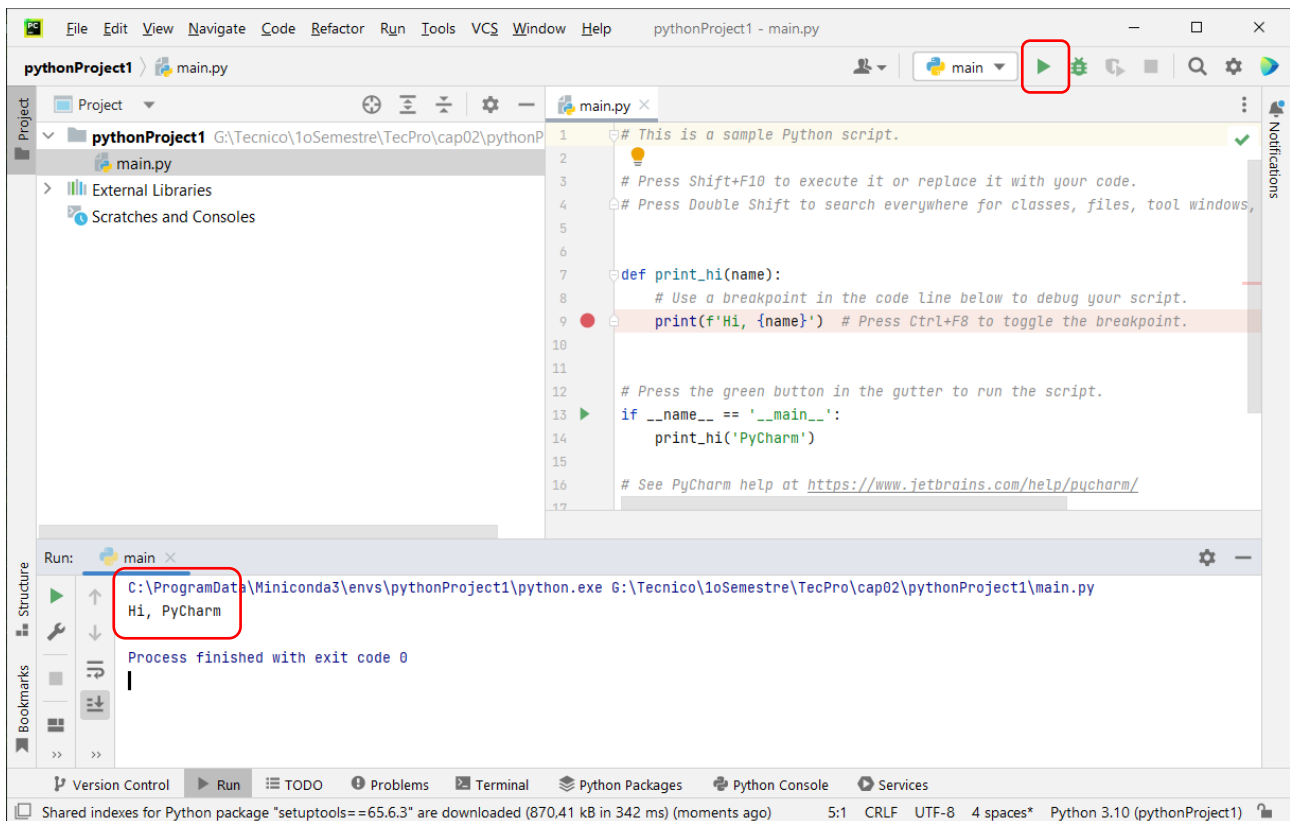 PC File Edit View Navigate Code Refactor Run Tools VCS Window Help pythonProject1 - main.py
pythonProject1 main.py main
Project
Project
pythonProject1 G:\Tecnico\1oSemestre\TecPro\cap02\pythonP
main.py
External Libraries
Scratches and Consoles
main.py
1 # This is a sample Python script.
2
3 # Press Shift+F10 to execute it or replace it with your code.
4 # Press Double Shift to search everywhere for classes, files, tool windows,
5
6
7 def print_hi(name):
8 # Use a breakpoint in the code line below to debug your script.
9 print(f'Hi, {name}') # Press Ctrl+F8 to toggle the breakpoint.
10
11
12 # Press the green button in the gutter to run the script.
13 if __name__ == '__main__':
14 print_hi('PyCharm')
15
16 # See PyCharm help at https://www.jetbrains.com/help/pycharm/
17
Notifications
Run: main
C:\ProgramData\Miniconda3\envs\pythonProject1\python.exe G:\Tecnico\1oSemestre\TecPro\cap02\pythonProject1\main.py
Hi, PyCharm
Process finished with exit code 0
Structure
Bookmarks
Version Control Run TODO Problems Terminal Python Packages Python Console Services
Shared indexes for Python package "setuptools==65.6.3" are downloaded (870,41 kB in 342 ms) (moments ago) 5:1 CRLF UTF-8 4 spaces* Python 3.10 (pythonProject1)